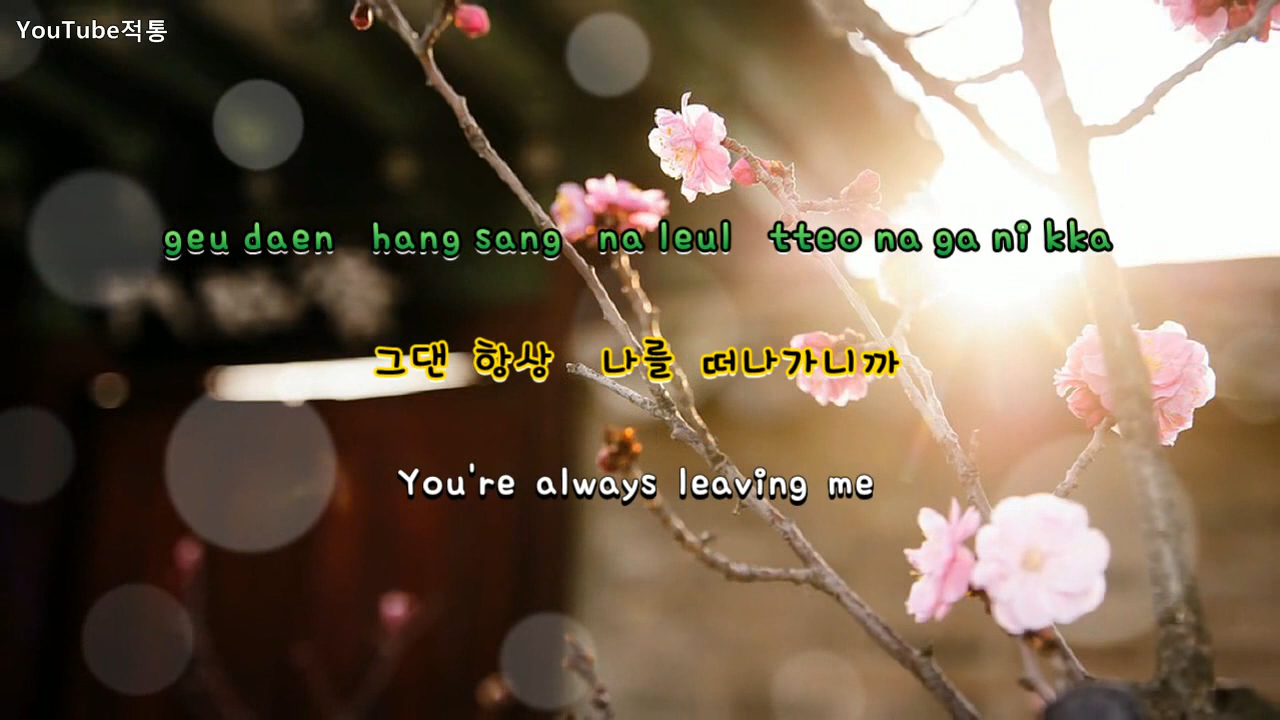 YouTube적통
geu daen hang sang na leul tteo na ga ni kka
그댄 항상 나를 떠나가니까
You're always leaving me